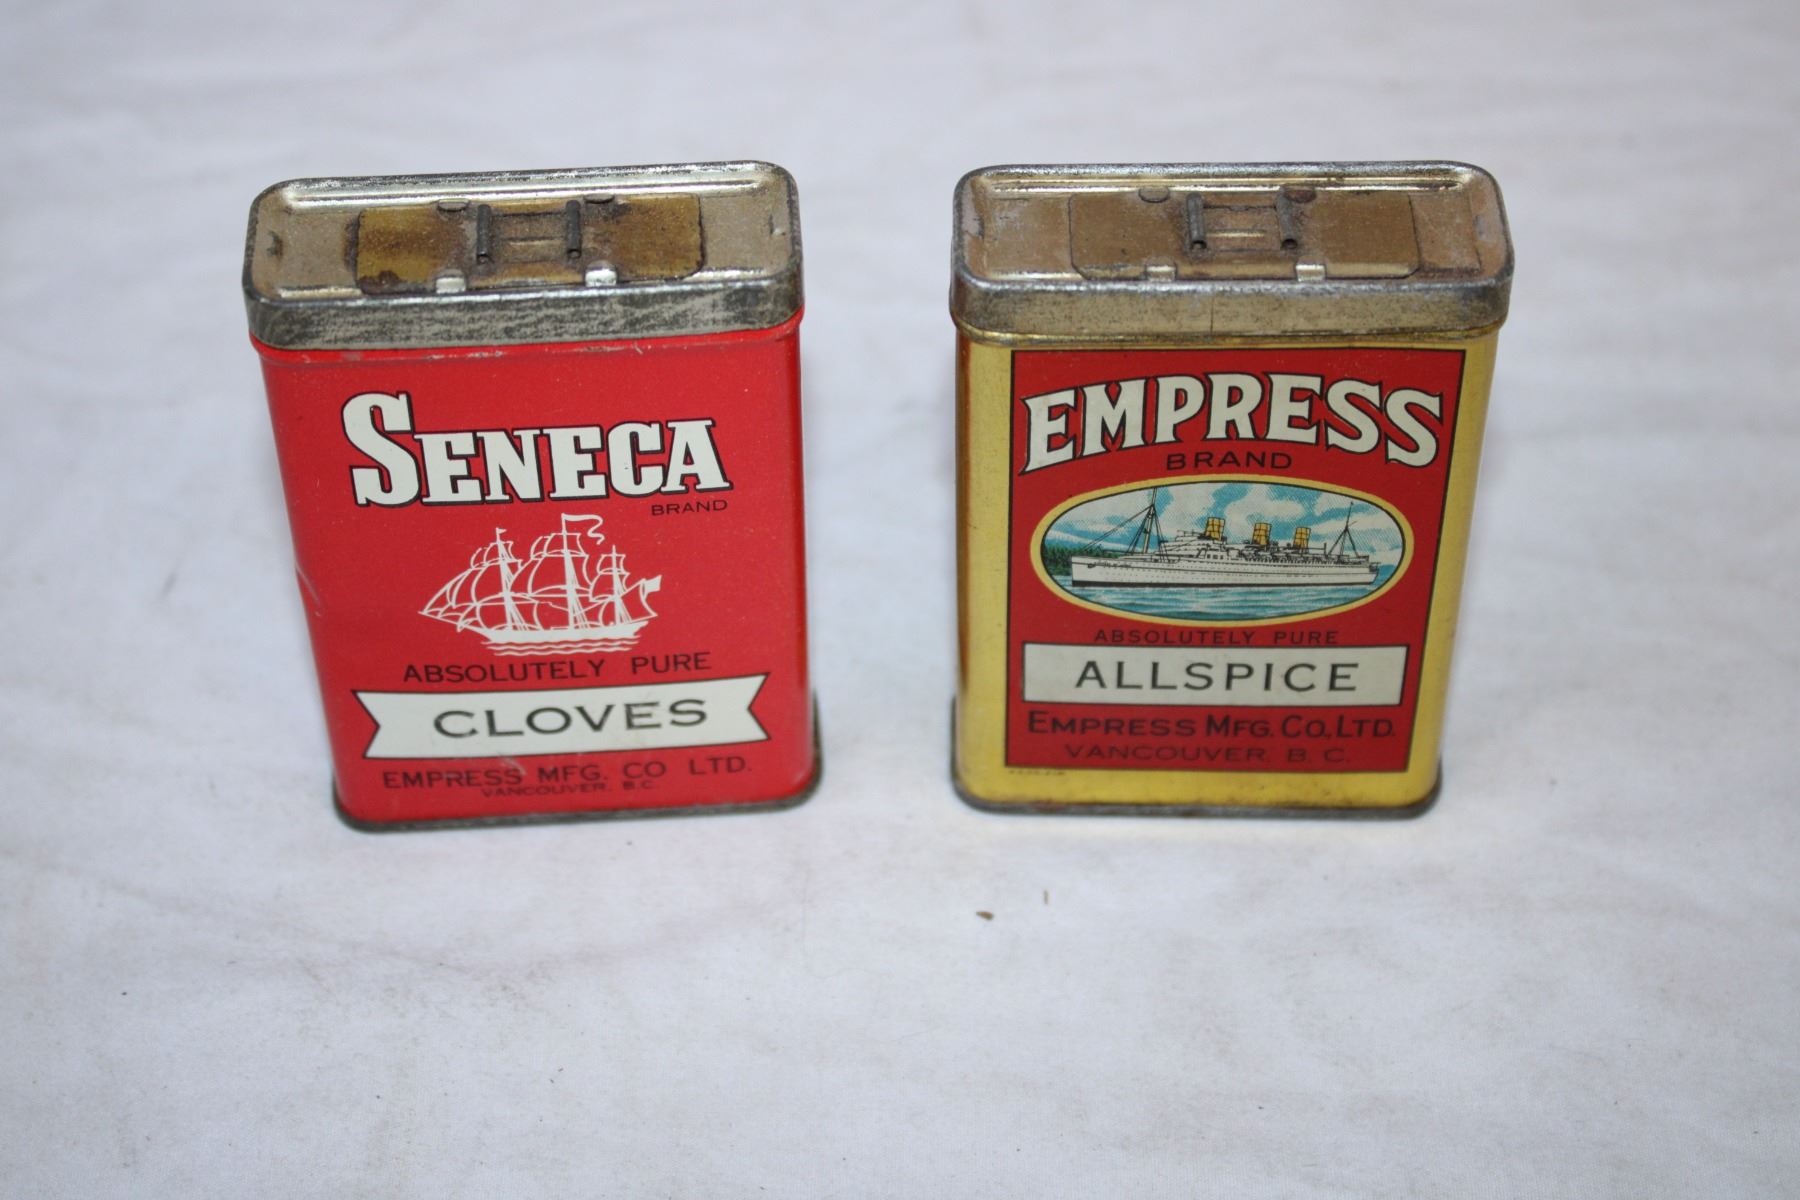 SENECA
BRAND
ABSOLUTELY PURE
CLOVES
EMPRESS MFG. CO LTD.
VANCOUVER, B.C.
EMPRESS
BRAND
ABSOLUTELY PURE
ALLSPICE
EMPRESS MFG. CO., LTD.
VANCOUVER, B. C.